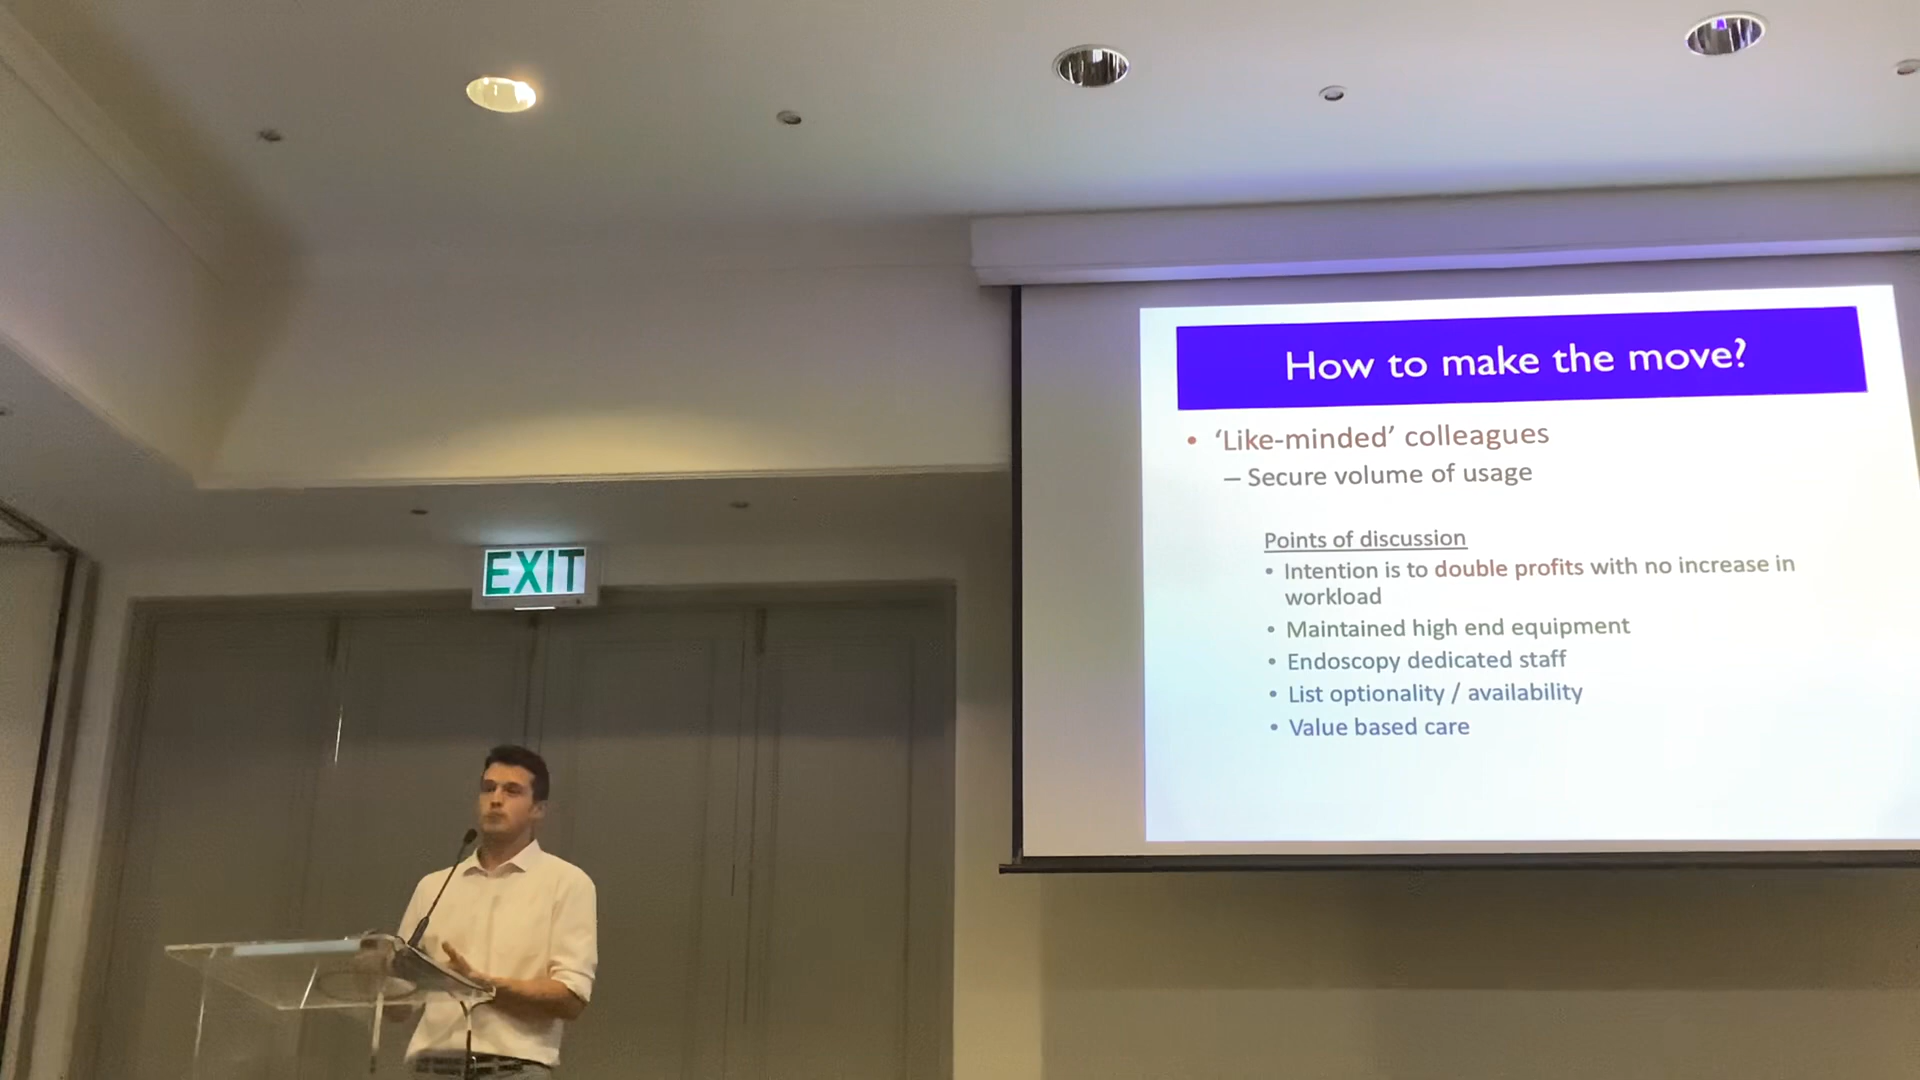 EXIT
How to make the move?
• ‘Like-minded’ colleagues
– Secure volume of usage
Points of discussion
• Intention is to double profits with no increase in
workload
• Maintained high end equipment
• Endoscopy dedicated staff
• List optionality / availability
• Value based care